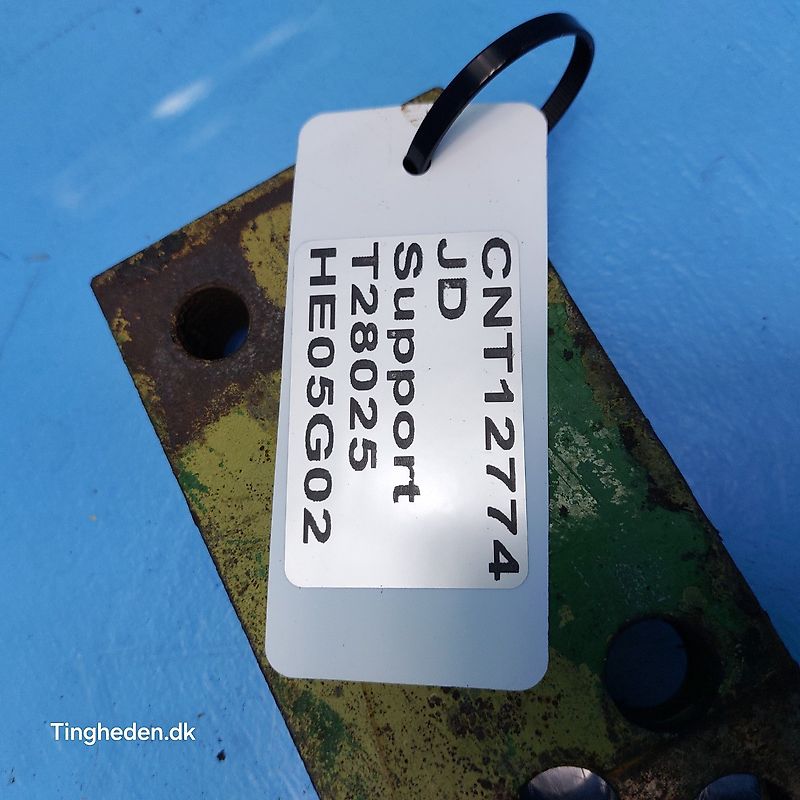 CNT12774
JD
Support
T28025
HE05G02
Tingheden.dk